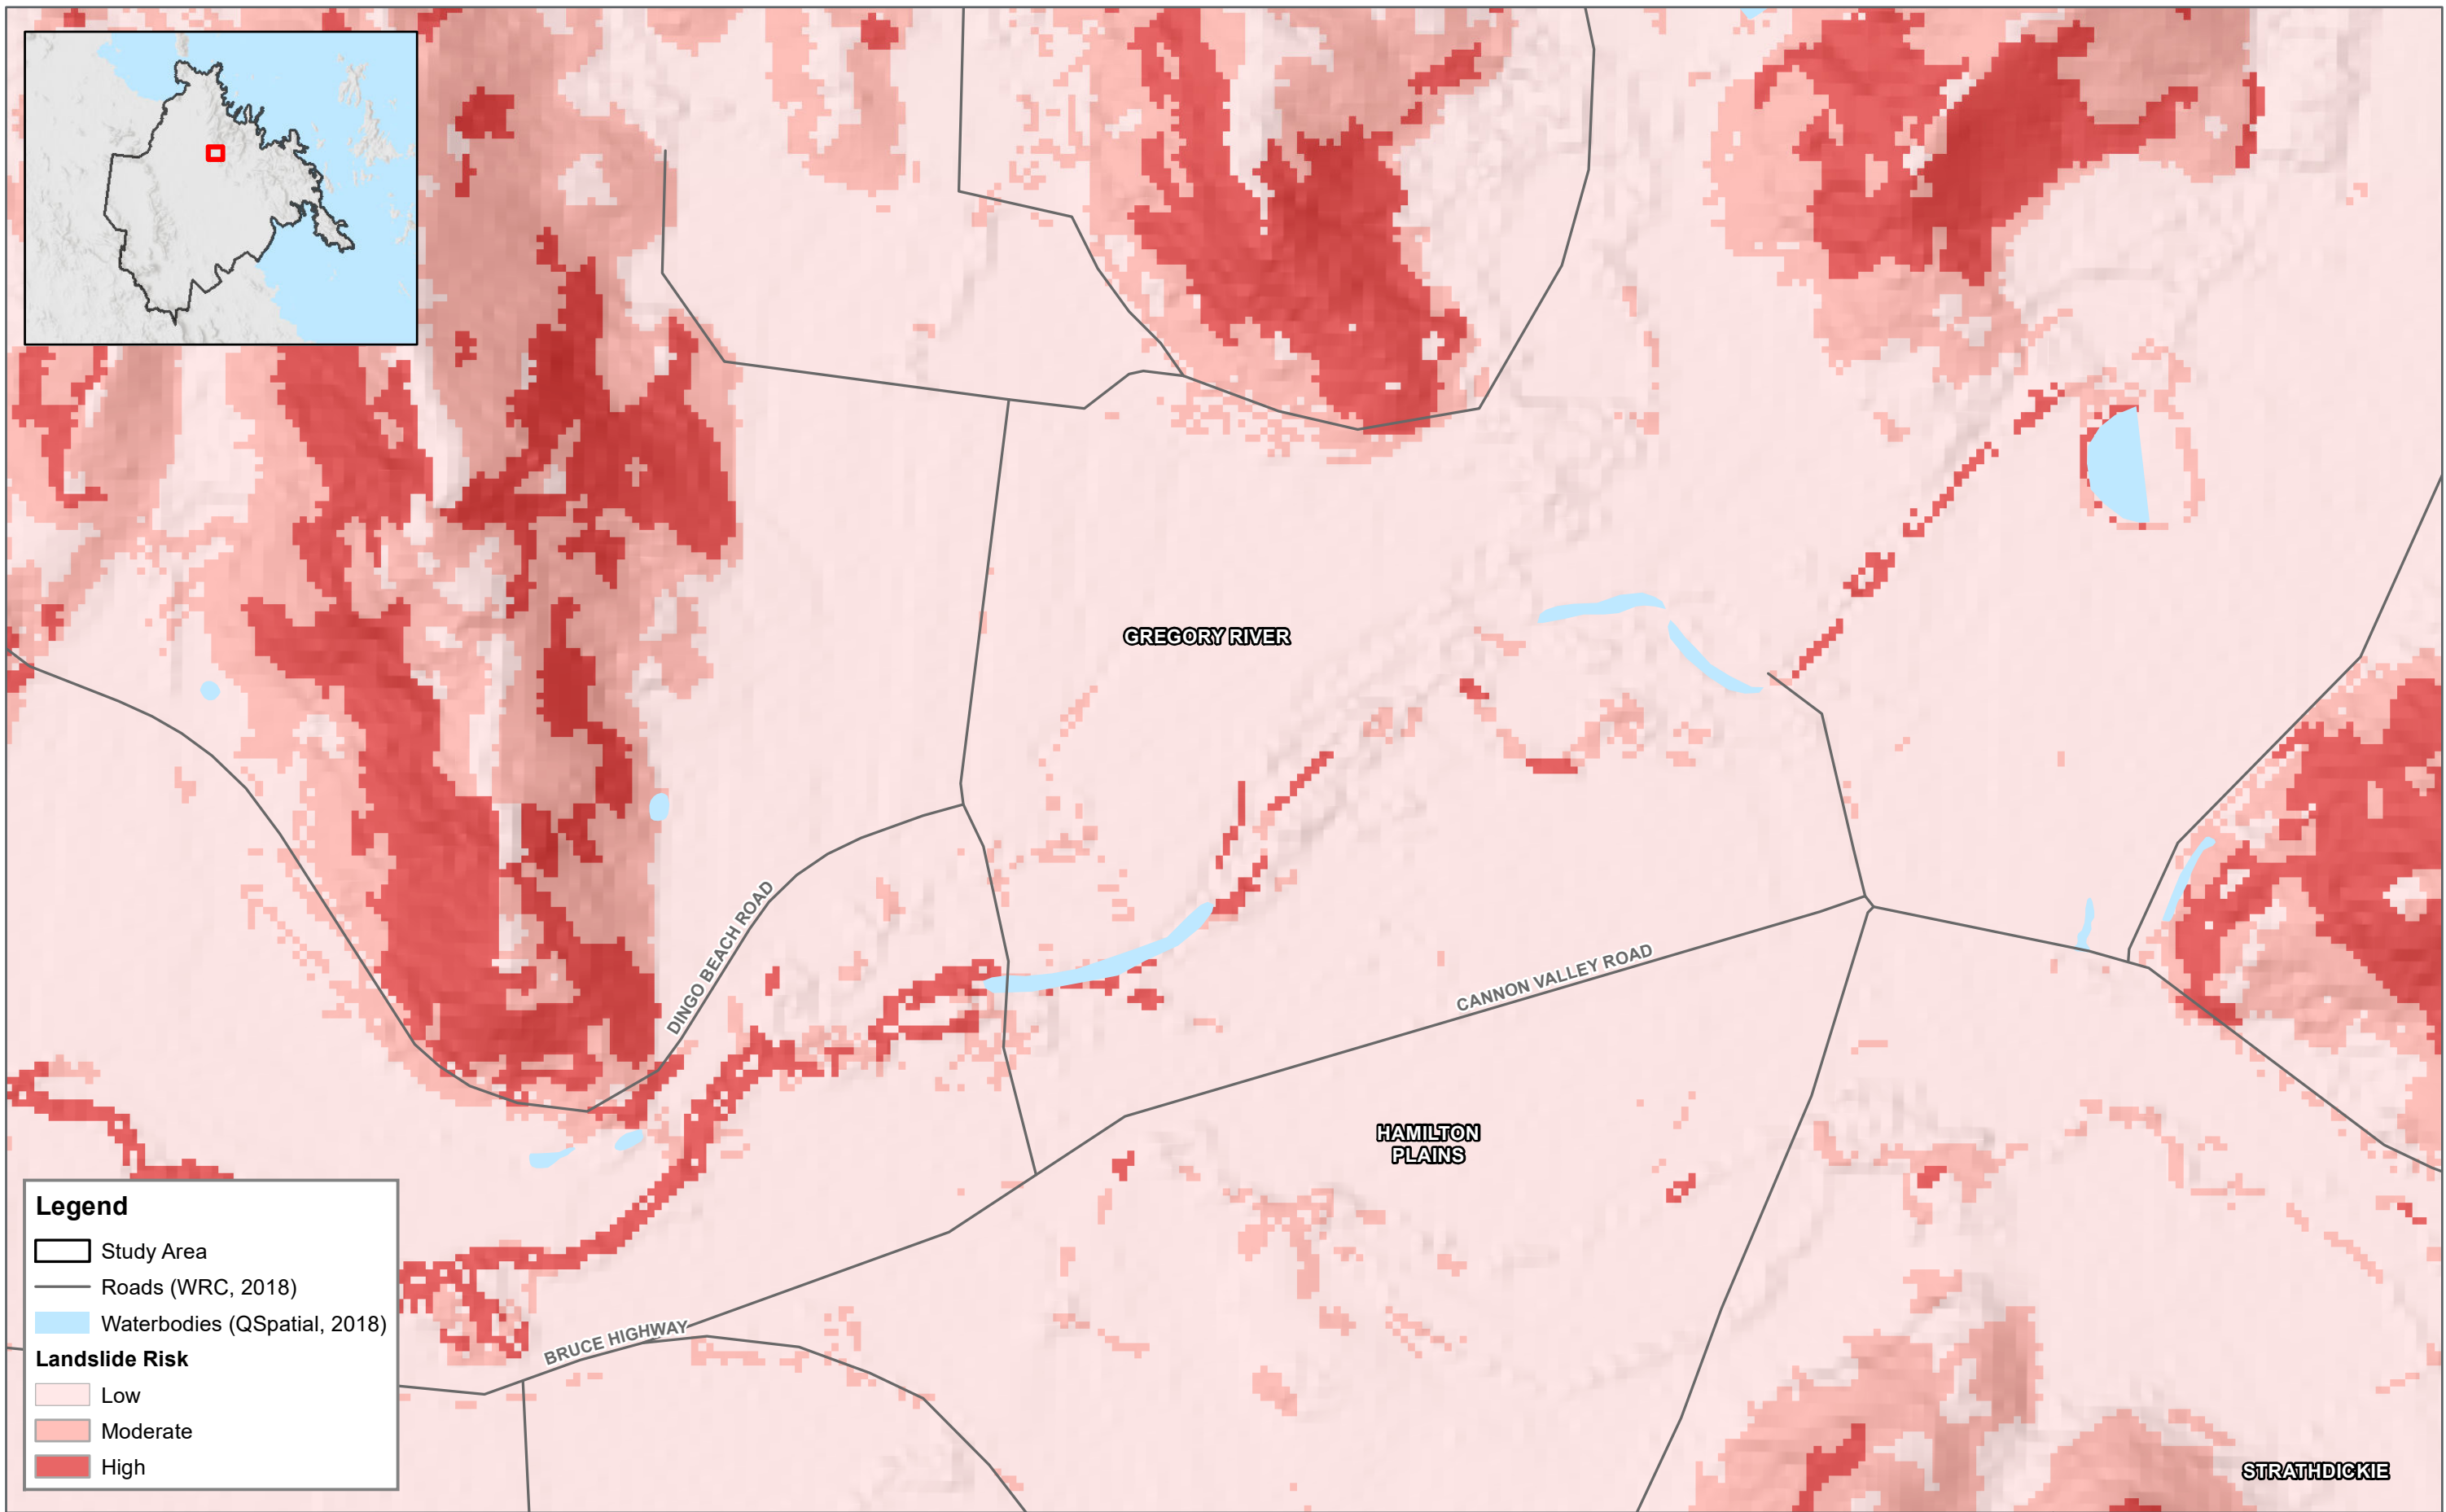 GREGORY RIVER
DINGO BEACH ROAD
CANNON VALLEY ROAD
HAMILTON
PLAINS
BRUCE HIGHWAY
STRATHDICKIE
Legend
Study Area
Roads (WRC, 2018)
Waterbodies (QSpatial, 2018)
Landslide Risk
Low
Moderate
High